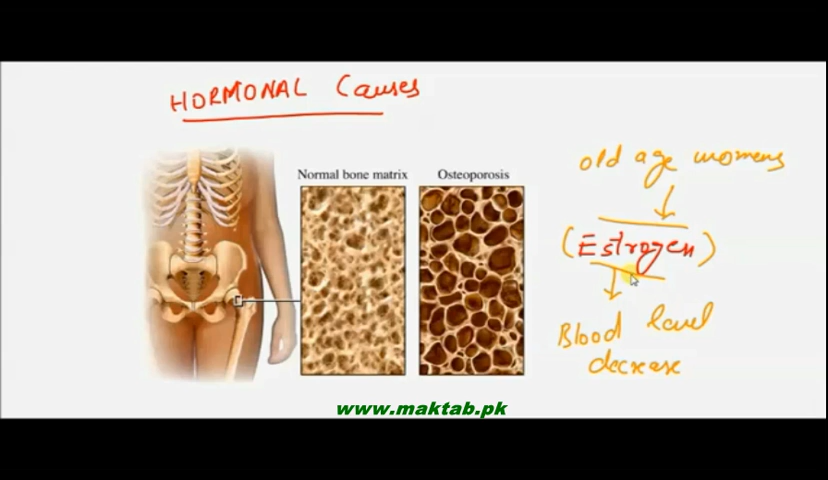 HORMONAL Causes
Normal bone matrix
Osteoporosis
old age womens
(Estrogen)
Blood level
decrease
www.maktab.pk